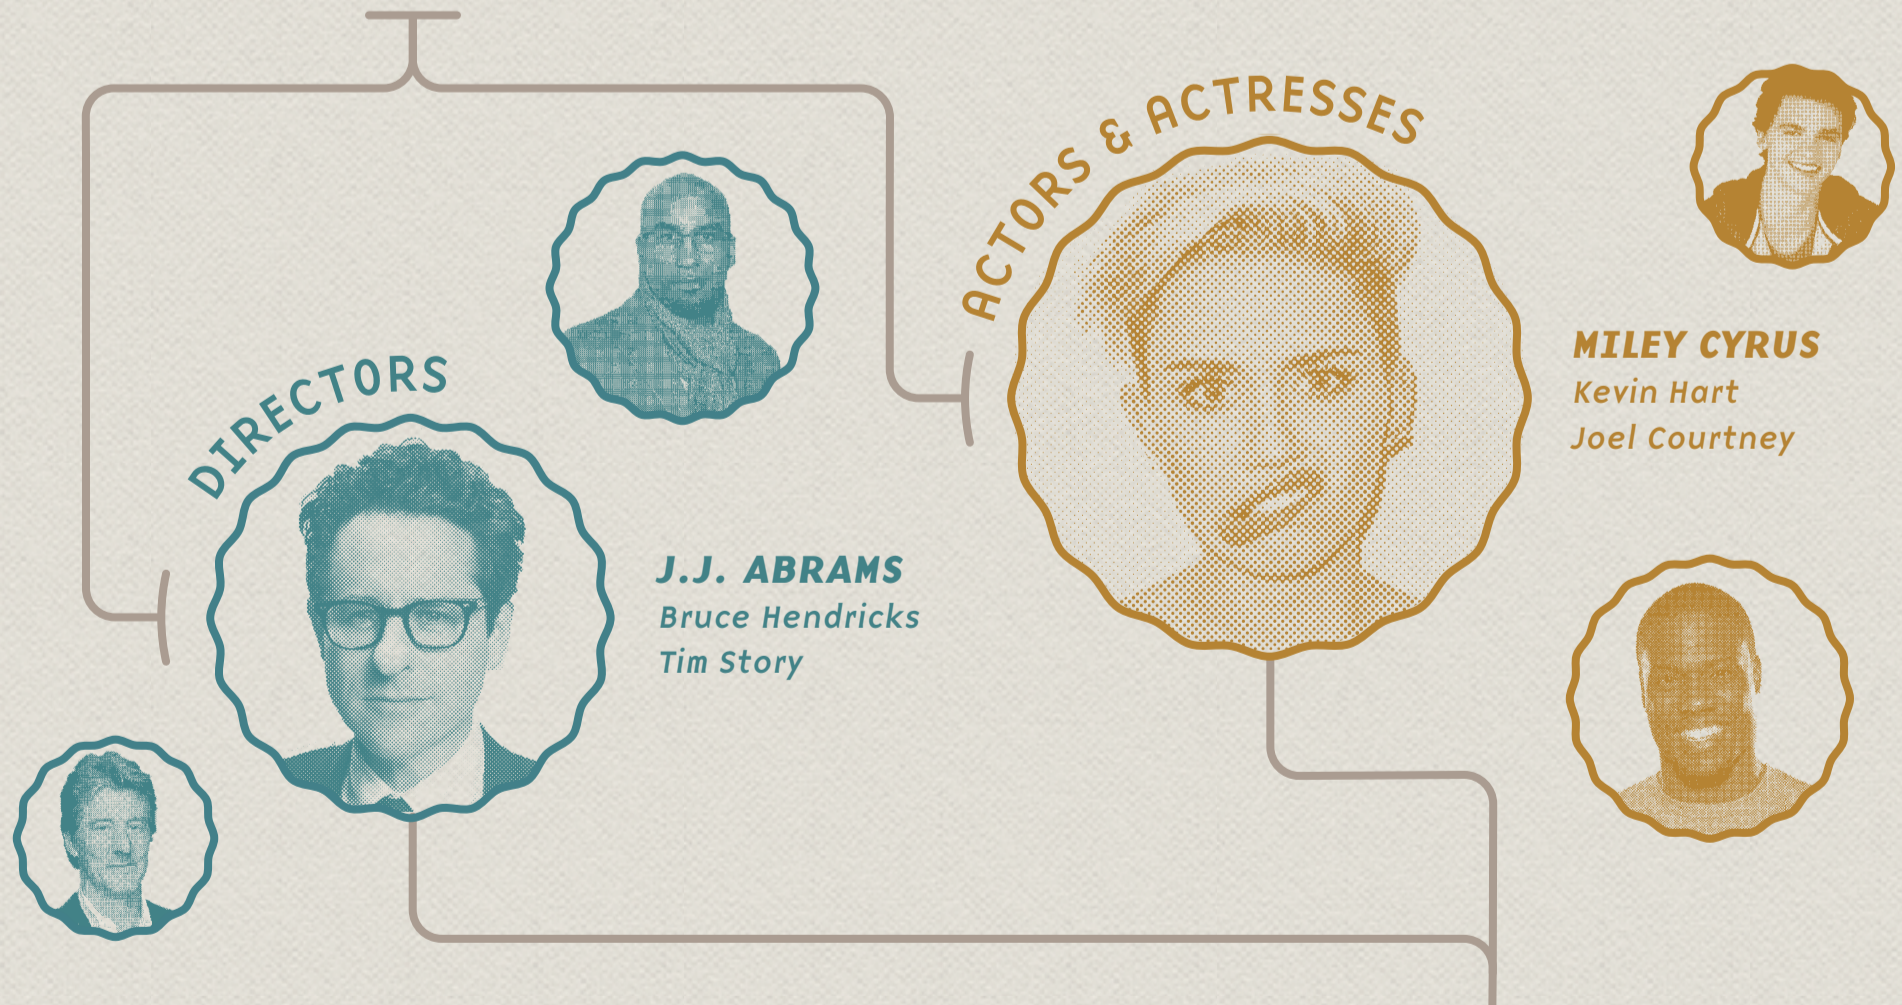 ACTORS & ACTRESSES
MILEY CYRUS
Kevin Hart
Joel Courtney
DIRECTORS
J.J. ABRAMS
Bruce Hendricks
Tim Story